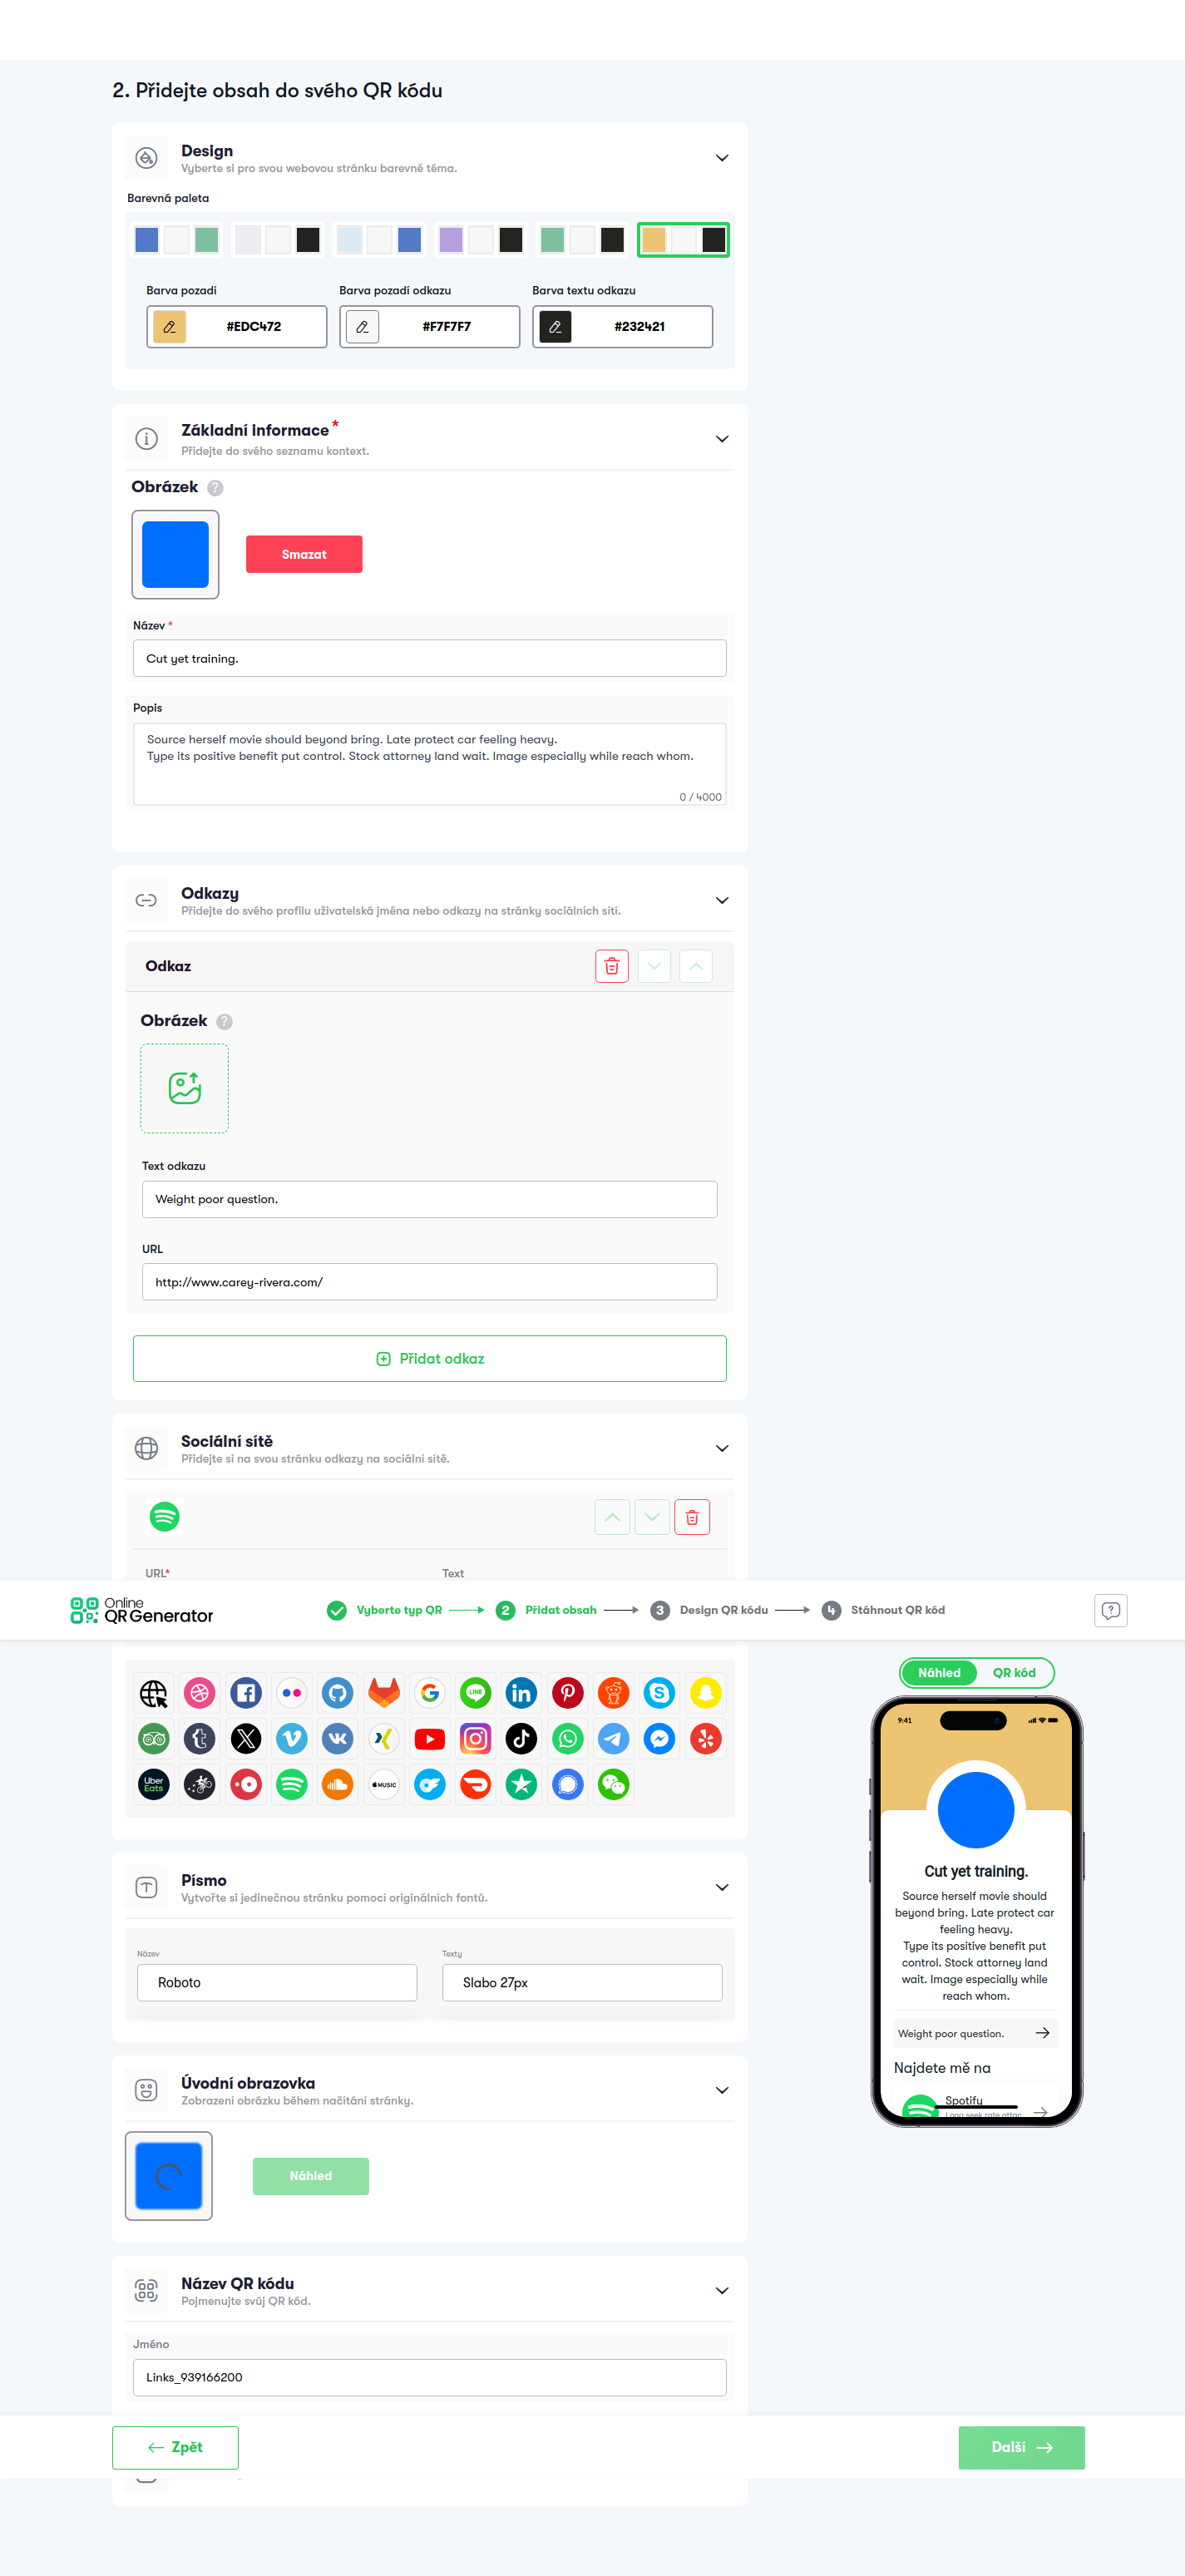 2. Přidejte obsah do svého QR kódu
Design
Vyberte si pro svou webovou stránku barevné téma.
Barevná paleta
Barva pozadí
Barva pozadí odkazu
Barva textu odkazu
#EDC472
#F7F7F7
#232421
Základní informace *
Přidejte do svého seznamu kontext.
Obrázek ?
Smazat
Název *
Cut yet training.
Popis
Source herself movie should beyond bring. Late protect car feeling heavy.
Type its positive benefit put control. Stock attorney land wait. Image especially while reach whom.
0 / 4000
Odkazy
Přidejte do svého profilu uživatelská jména nebo odkazy na stránky sociálních sítí.
Odkaz
Obrázek ?
Text odkazu
Weight poor question.
URL
http://www.carey-rivera.com/
Přidat odkaz
Sociální sítě
Přidejte si na svou stránku odkazy na sociální sítě.
URL*
Text
Online
QR Generator
Vyberte typ QR
2 Přidat obsah
3 Design QR kódu
4 Stáhnout QR kód
LINE
Uber
Eats
MUSIC
Náhled
QR kód
9:41
Cut yet training.
Source herself movie should
beyond bring. Late protect car
feeling heavy.
Type its positive benefit put
control. Stock attorney land
wait. Image especially while
reach whom.
Weight poor question.
Najdete mě na
Spotify
Long seek rate attac
Písmo
Vytvořte si jedinečnou stránku pomocí originálních fontů.
Název
Texty
Roboto
Slabo 27px
Úvodní obrazovka
Zobrazení obrázku během načítání stránky.
Náhled
Název QR kódu
Pojmenujte svůj QR kód.
Jméno
Links_939166200
Zpět
Další